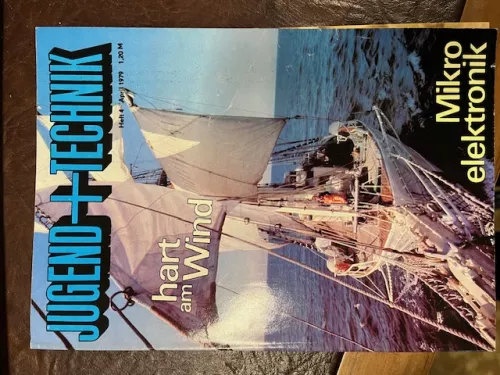 JUGEND+TECHNIK
Heft 4 April 1979 1,20 M
hart
am Wind
Mikro
elektronik